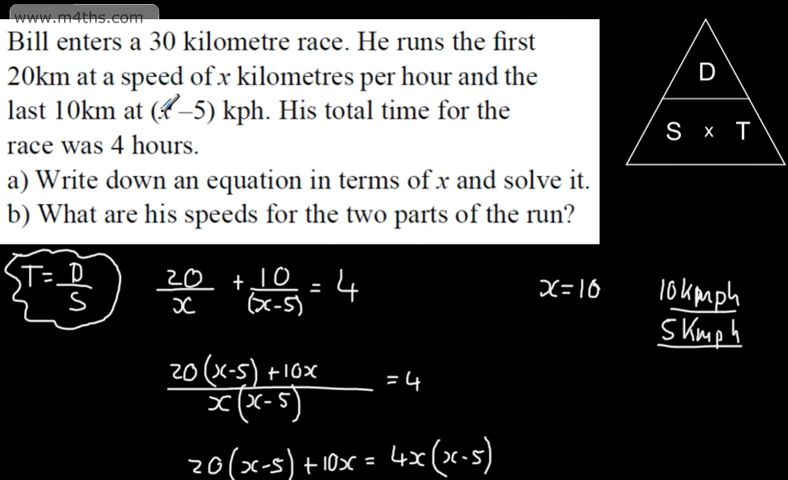 www.m4ths.com
Bill enters a 30 kilometre race. He runs the first
20km at a speed of x kilometres per hour and the
last 10km at (x –5) kph. His total time for the
race was 4 hours.
a) Write down an equation in terms of x and solve it.
b) What are his speeds for the two parts of the run?
D
S x T
T = D/S
20/x + 10/(x-5) = 4
x = 10
10kmph
5kmph
(20(x-5) + 10x)/(x(x-5)) = 4
20(x-5) + 10x = 4x(x-5)